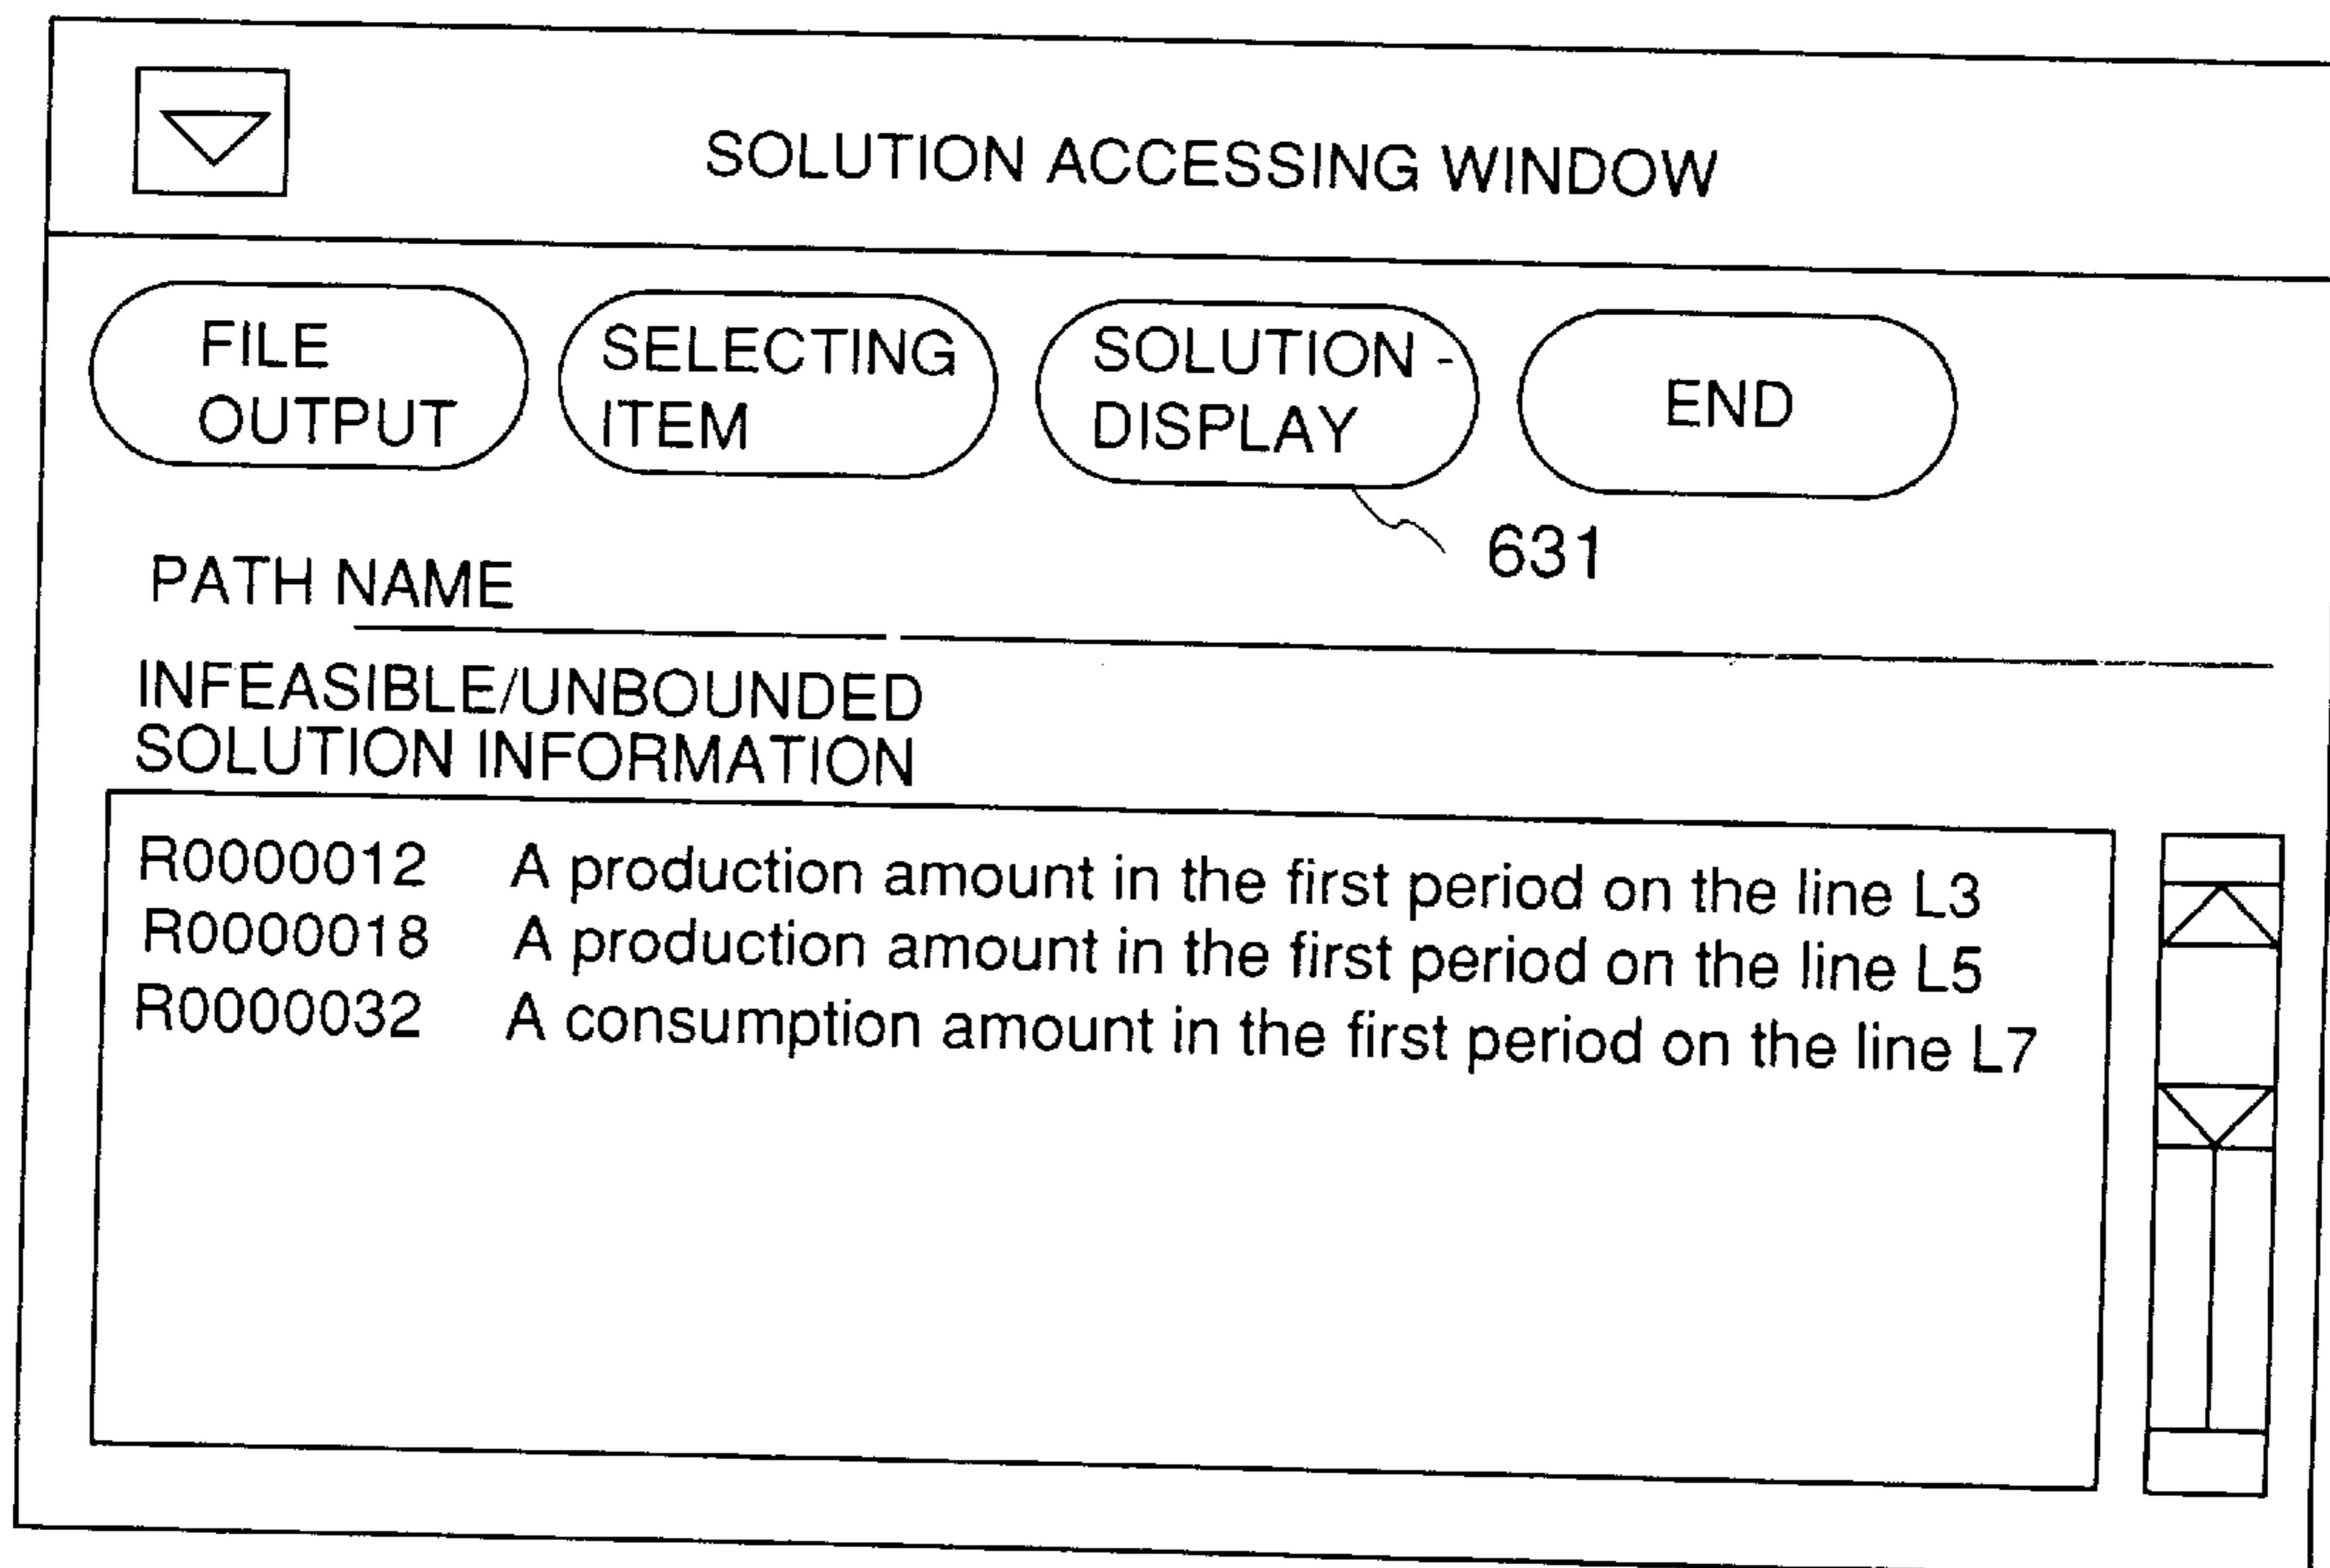 SOLUTION ACCESSING WINDOW
FILE
OUTPUT
SELECTING
ITEM
SOLUTION -
DISPLAY
END
631
PATH NAME
INFEASIBLE/UNBOUNDED
SOLUTION INFORMATION
R0000012 A production amount in the first period on the line L3
R0000018 A production amount in the first period on the line L5
R0000032 A consumption amount in the first period on the line L7